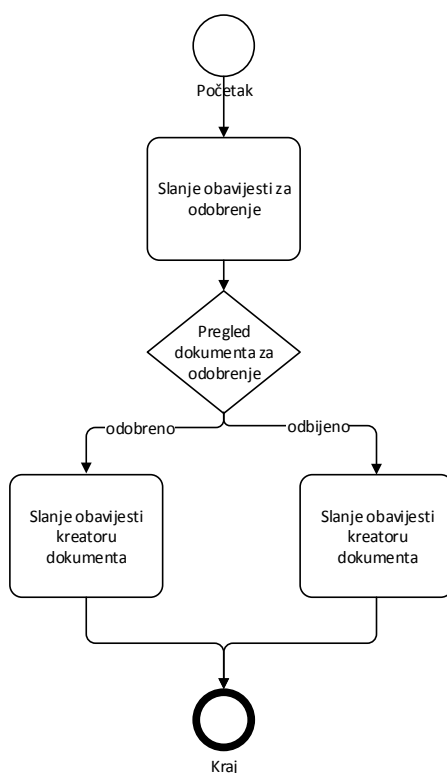 Početak
Slanje obavijesti za
odobrenje
Pregled
dokumenta za
odobrenje
odobreno
odbijeno
Slanje obavijesti
kreatoru
dokumenta
Slanje obavijesti
kreatoru
dokumenta
Kraj